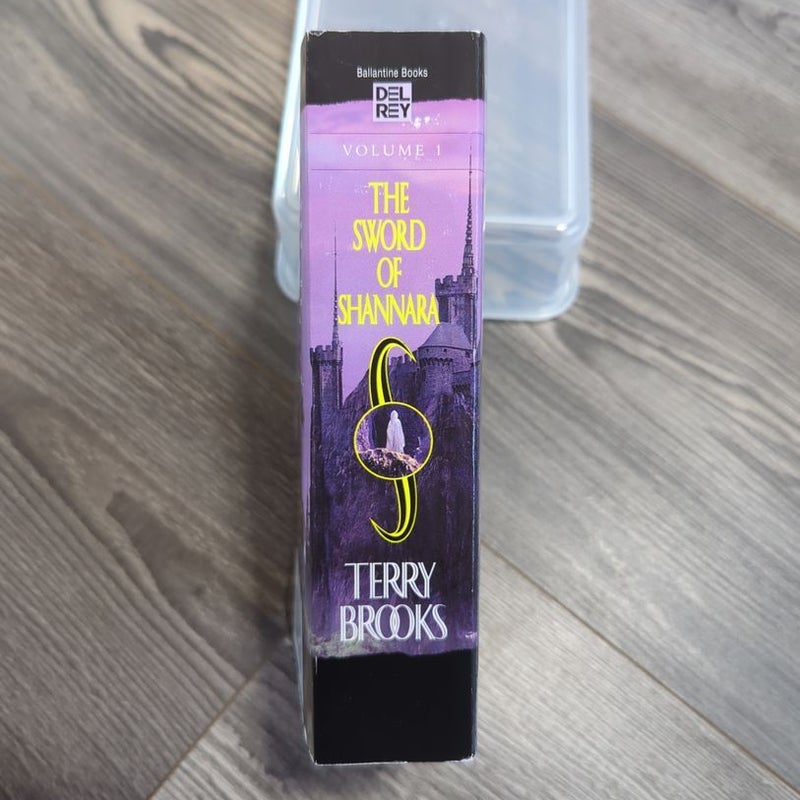 Ballantine Books
DEL
REY
VOLUME 1
THE
SWORD
OF
SHANNARA
TERRY
BROOKS